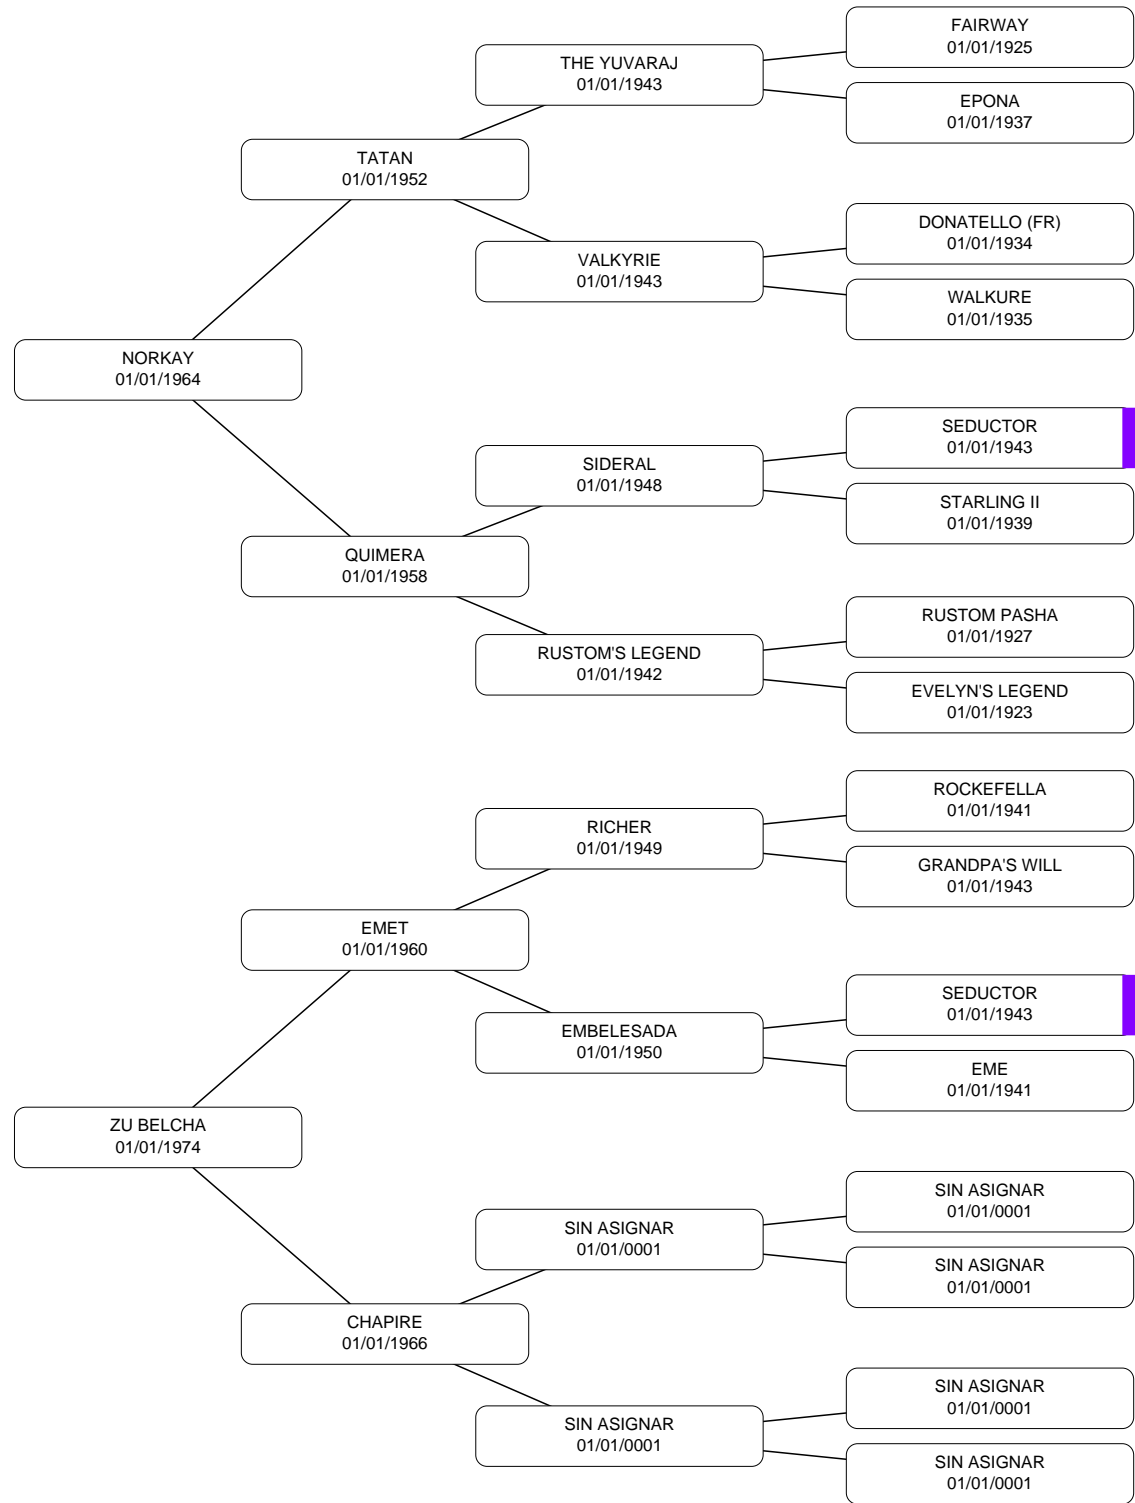 FAIRWAY
01/01/1925
THE YUVARAJ
01/01/1943
EPONA
01/01/1937
TATAN
01/01/1952
DONATELLO (FR)
01/01/1934
VALKYRIE
01/01/1943
WALKURE
01/01/1935
NORKAY
01/01/1964
SEDUCTOR
01/01/1943
SIDERAL
01/01/1948
STARLING II
01/01/1939
QUIMERA
01/01/1958
RUSTOM PASHA
01/01/1927
RUSTOM'S LEGEND
01/01/1942
EVELYN'S LEGEND
01/01/1923
ROCKEFELLA
01/01/1941
RICHER
01/01/1949
GRANDPA'S WILL
01/01/1943
EMET
01/01/1960
SEDUCTOR
01/01/1943
EMBELESADA
01/01/1950
EME
01/01/1941
ZU BELCHA
01/01/1974
SIN ASIGNAR
01/01/0001
SIN ASIGNAR
01/01/0001
SIN ASIGNAR
01/01/0001
CHAPIRE
01/01/1966
SIN ASIGNAR
01/01/0001
SIN ASIGNAR
01/01/0001
SIN ASIGNAR
01/01/0001